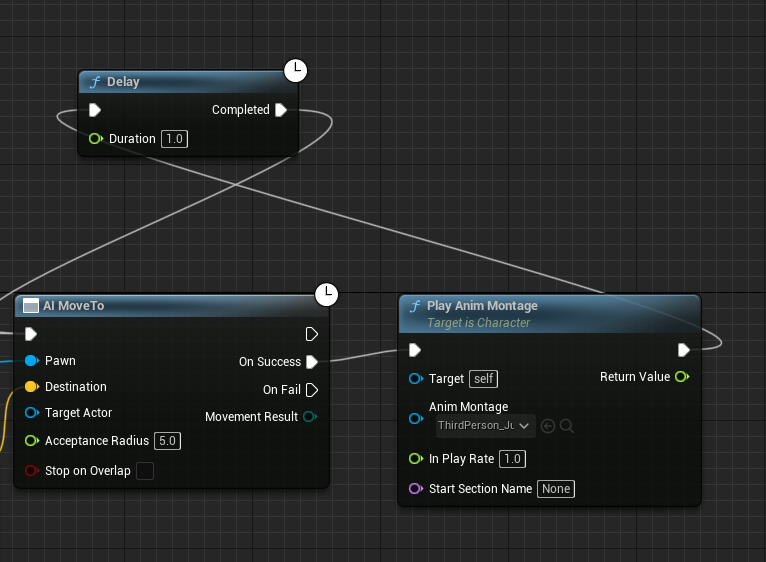 Delay
Completed
Duration 1.0
AI MoveTo
Pawn
On Success
Destination
On Fail
Target Actor
Movement Result
Acceptance Radius 5.0
Stop on Overlap
Play Anim Montage
Target is Character
Target self
Return Value
Anim Montage
ThirdPerson_Ju
In Play Rate 1.0
Start Section Name None